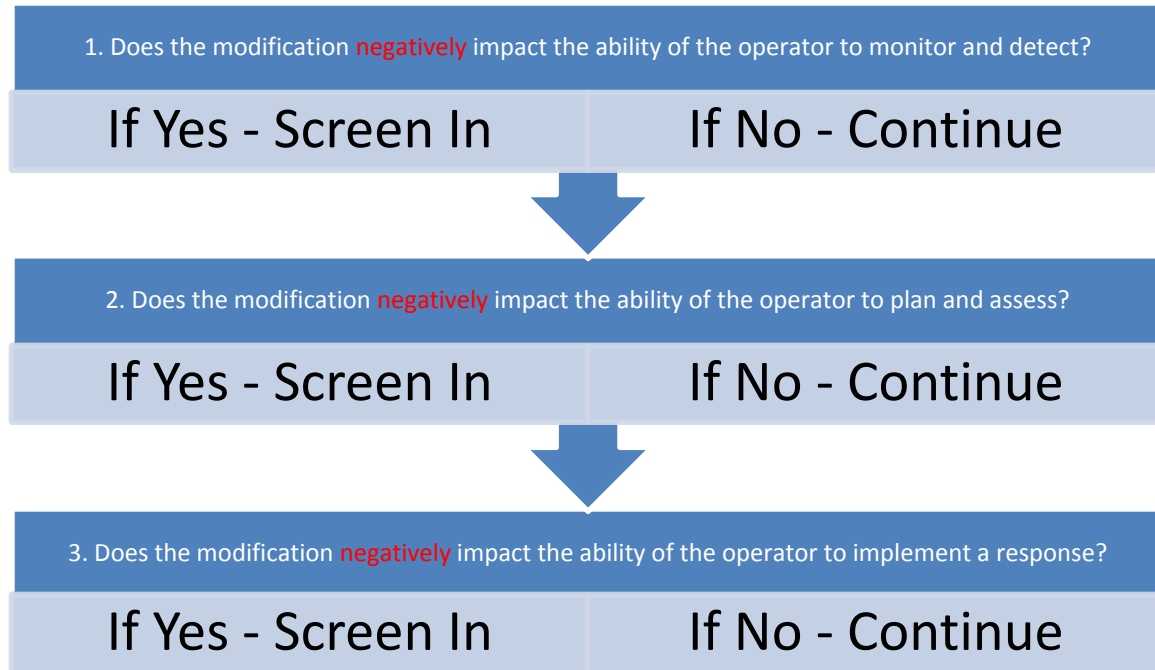 1. Does the modification negatively impact the ability of the operator to monitor and detect?
If Yes - Screen In
If No - Continue
2. Does the modification negatively impact the ability of the operator to plan and assess?
If Yes - Screen In
If No - Continue
3. Does the modification negatively impact the ability of the operator to implement a response?
If Yes - Screen In
If No - Continue